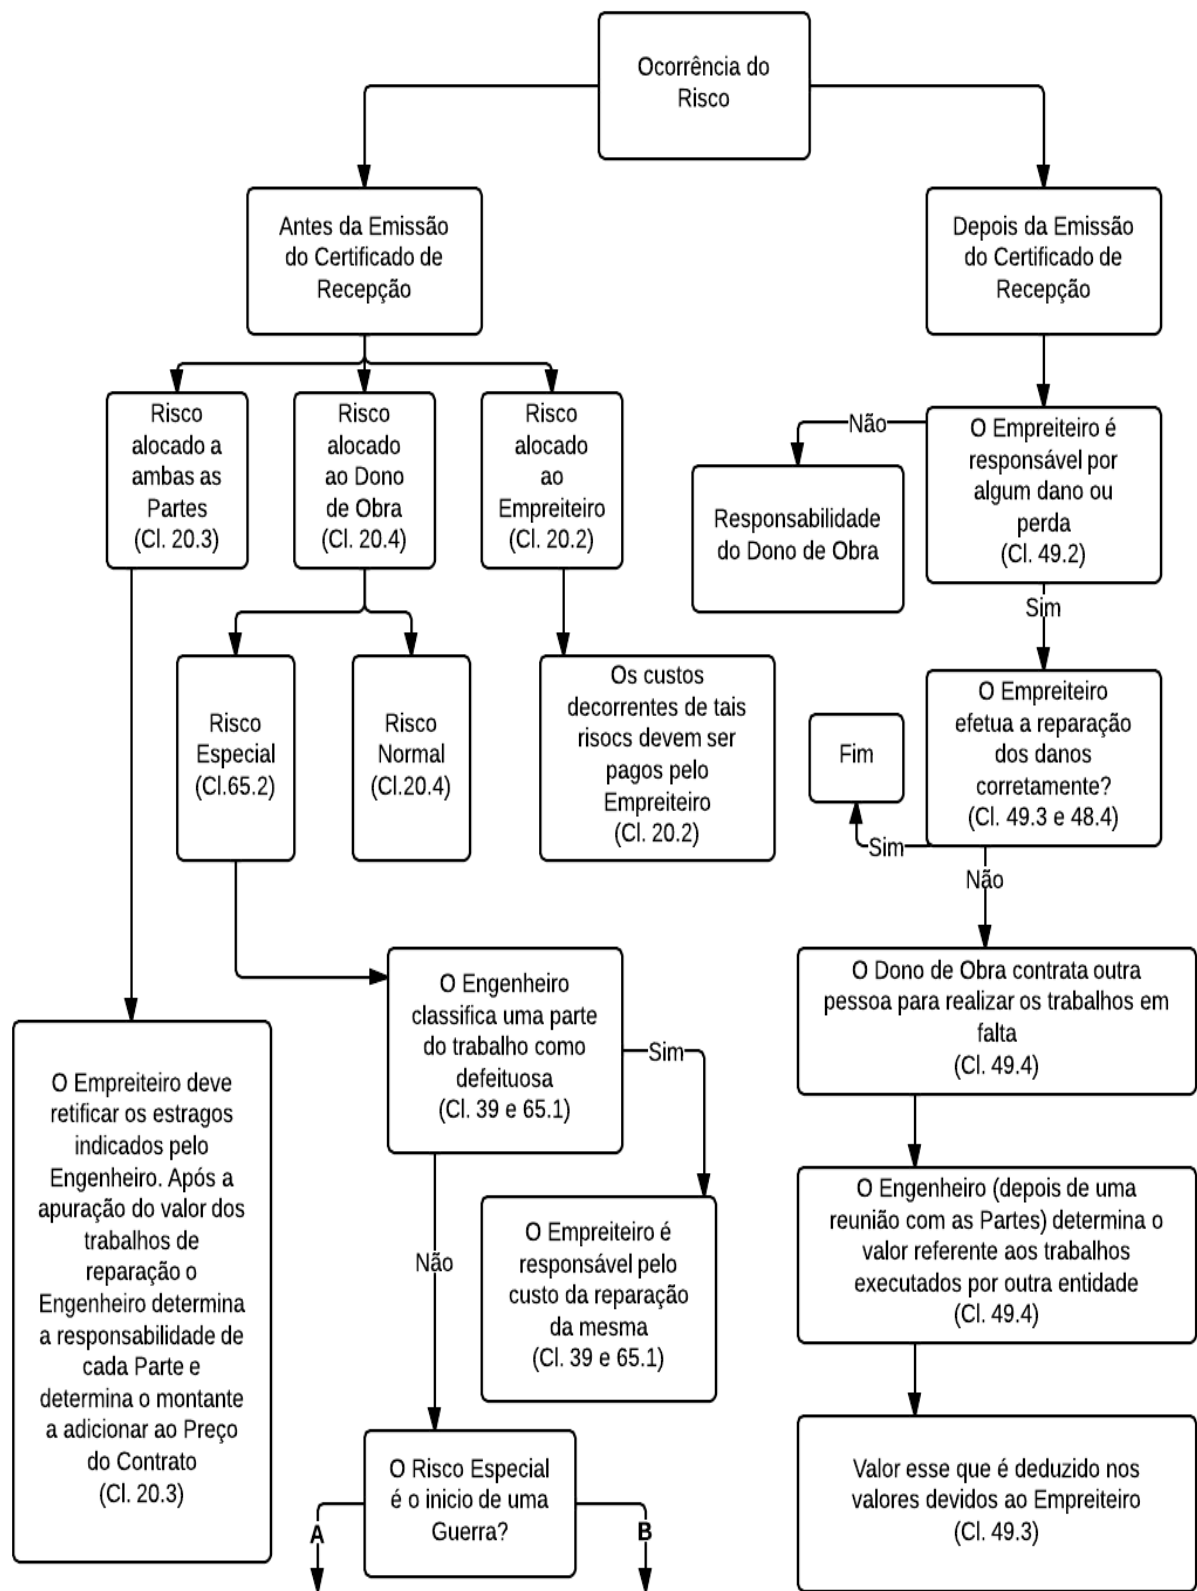 Ocorrência do
Risco
Antes da Emissão
do Certificado de
Recepção
Depois da Emissão
do Certificado de
Recepção
Risco
alocado a
ambas as
Partes
(Cl. 20.3)
Risco
alocado
ao Dono
de Obra
(Cl. 20.4)
Risco
alocado
ao
Empreiteiro
(Cl. 20.2)
Não
O Empreiteiro é
responsável por
algum dano ou
perda
(Cl. 49.2)
Responsabilidade
do Dono de Obra
Sim
Risco
Especial
(Cl.65.2)
Risco
Normal
(Cl.20.4)
Os custos
decorrentes de tais
risocs devem ser
pagos pelo
Empreiteiro
(Cl. 20.2)
Fim
O Empreiteiro
efetua a reparação
dos danos
corretamente?
(Cl. 49.3 e 48.4)
Sim
Não
O Engenheiro
classifica uma parte
do trabalho como
defeituosa
(Cl. 39 e 65.1)
Sim
O Dono de Obra contrata outra
pessoa para realizar os trabalhos em
falta
(Cl. 49.4)
O Empreiteiro deve
retificar os estragos
indicados pelo
Engenheiro. Após a
apuração do valor dos
trabalhos de
reparação o
Engenheiro determina
a responsabilidade de
cada Parte e
determina o montante
a adicionar ao Preço
do Contrato
(Cl. 20.3)
Não
O Empreiteiro é
responsável pelo
custo da reparação
da mesma
(Cl. 39 e 65.1)
O Engenheiro (depois de uma
reunião com as Partes) determina o
valor referente aos trabalhos
executados por outra entidade
(Cl. 49.4)
O Risco Especial
é o inicio de uma
Guerra?
A
B
Valor esse que é deduzido nos
valores devidos ao Empreiteiro
(Cl. 49.3)